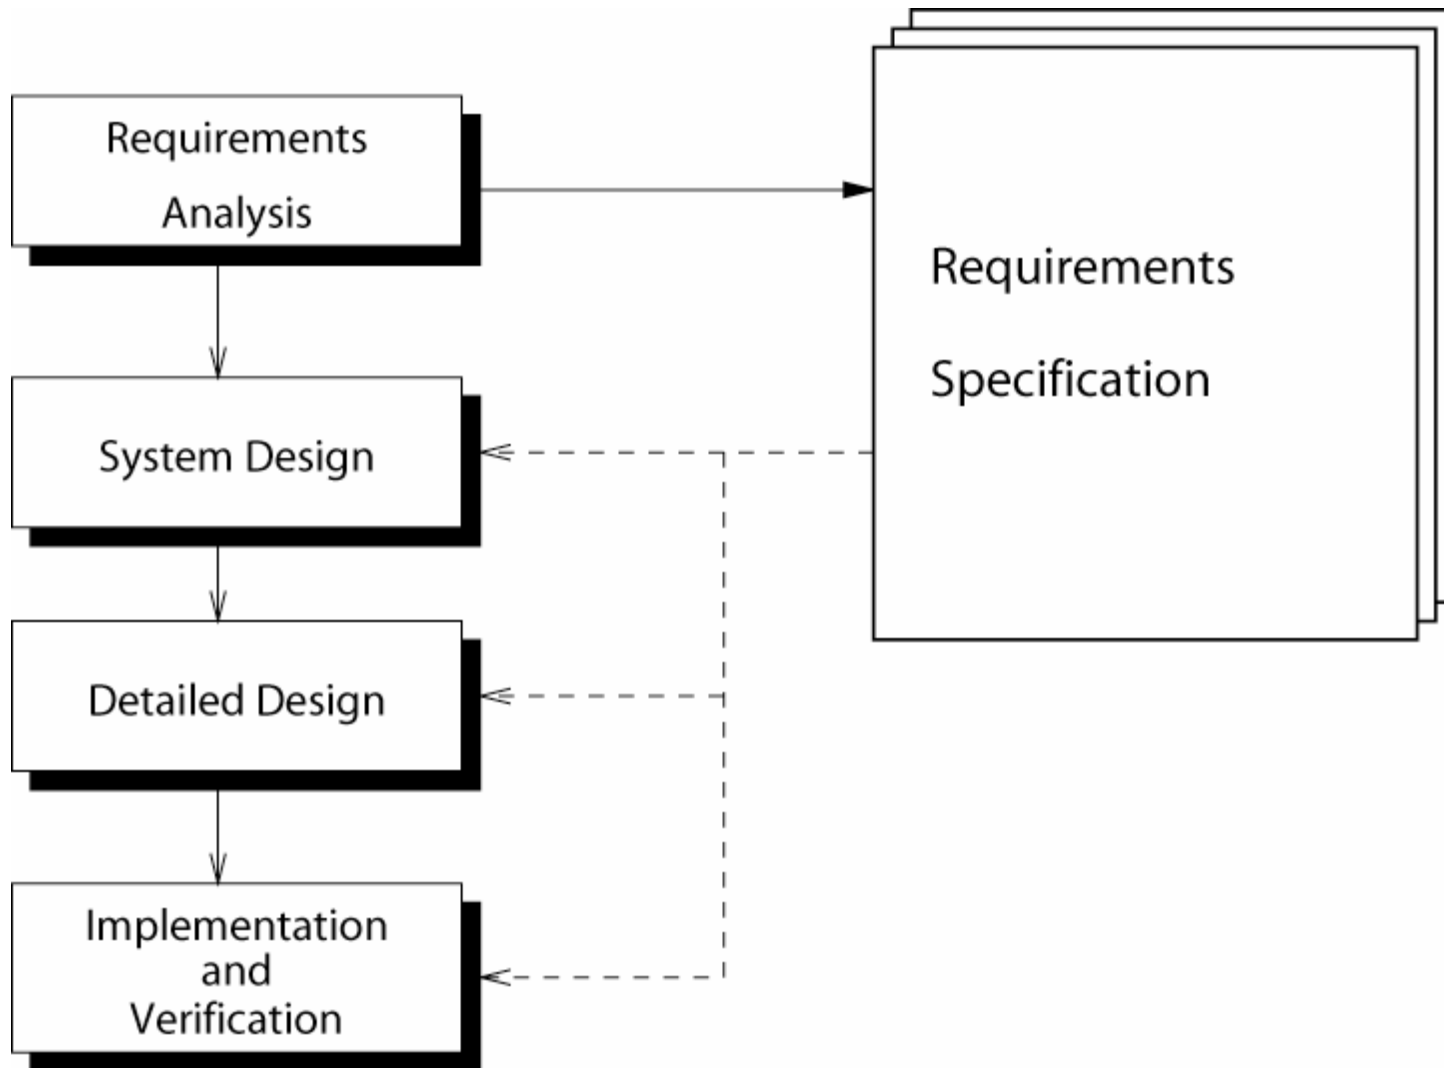 Requirements
Analysis
Requirements
Specification
System Design
Detailed Design
Implementation
and
Verification